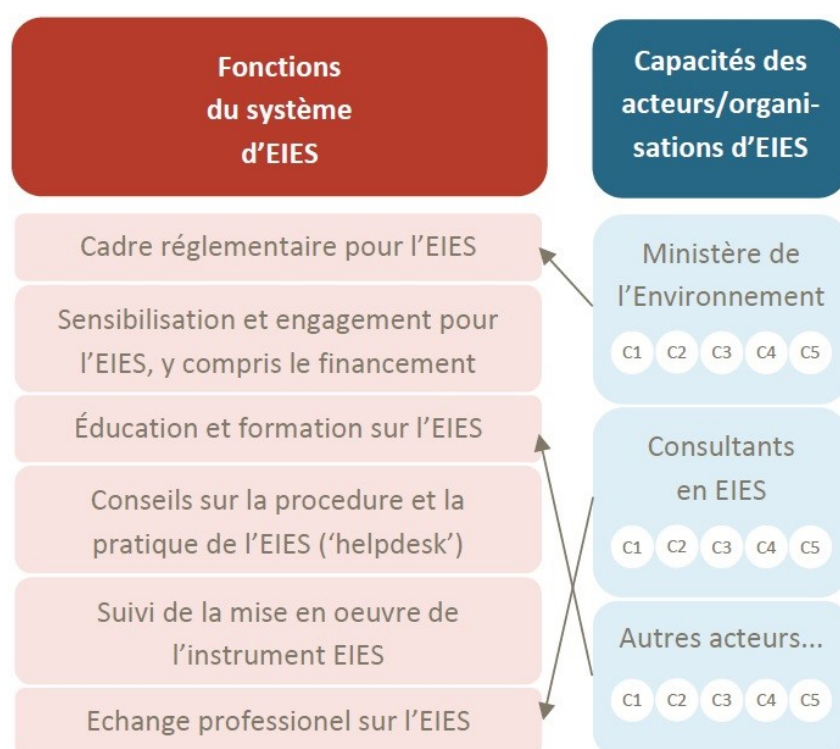 Fonctions
du système
d'EIES
Cadre réglementaire pour l'EIES
Sensibilisation et engagement pour
l'EIES, y compris le financement
Éducation et formation sur l'EIES
Conseils sur la procedure et la
pratique de l'EIES ('helpdesk')
Suivi de la mise en oeuvre de
l'instrument EIES
Echange professionel sur l'EIES
Capacités des
acteurs/organi-
sations d'EIES
Ministère de
l'Environnement
C1 C2 C3 C4 C5
Consultants
en EIES
C1 C2 C3 C4 C5
Autres acteurs...
C1 C2 C3 C4 C5